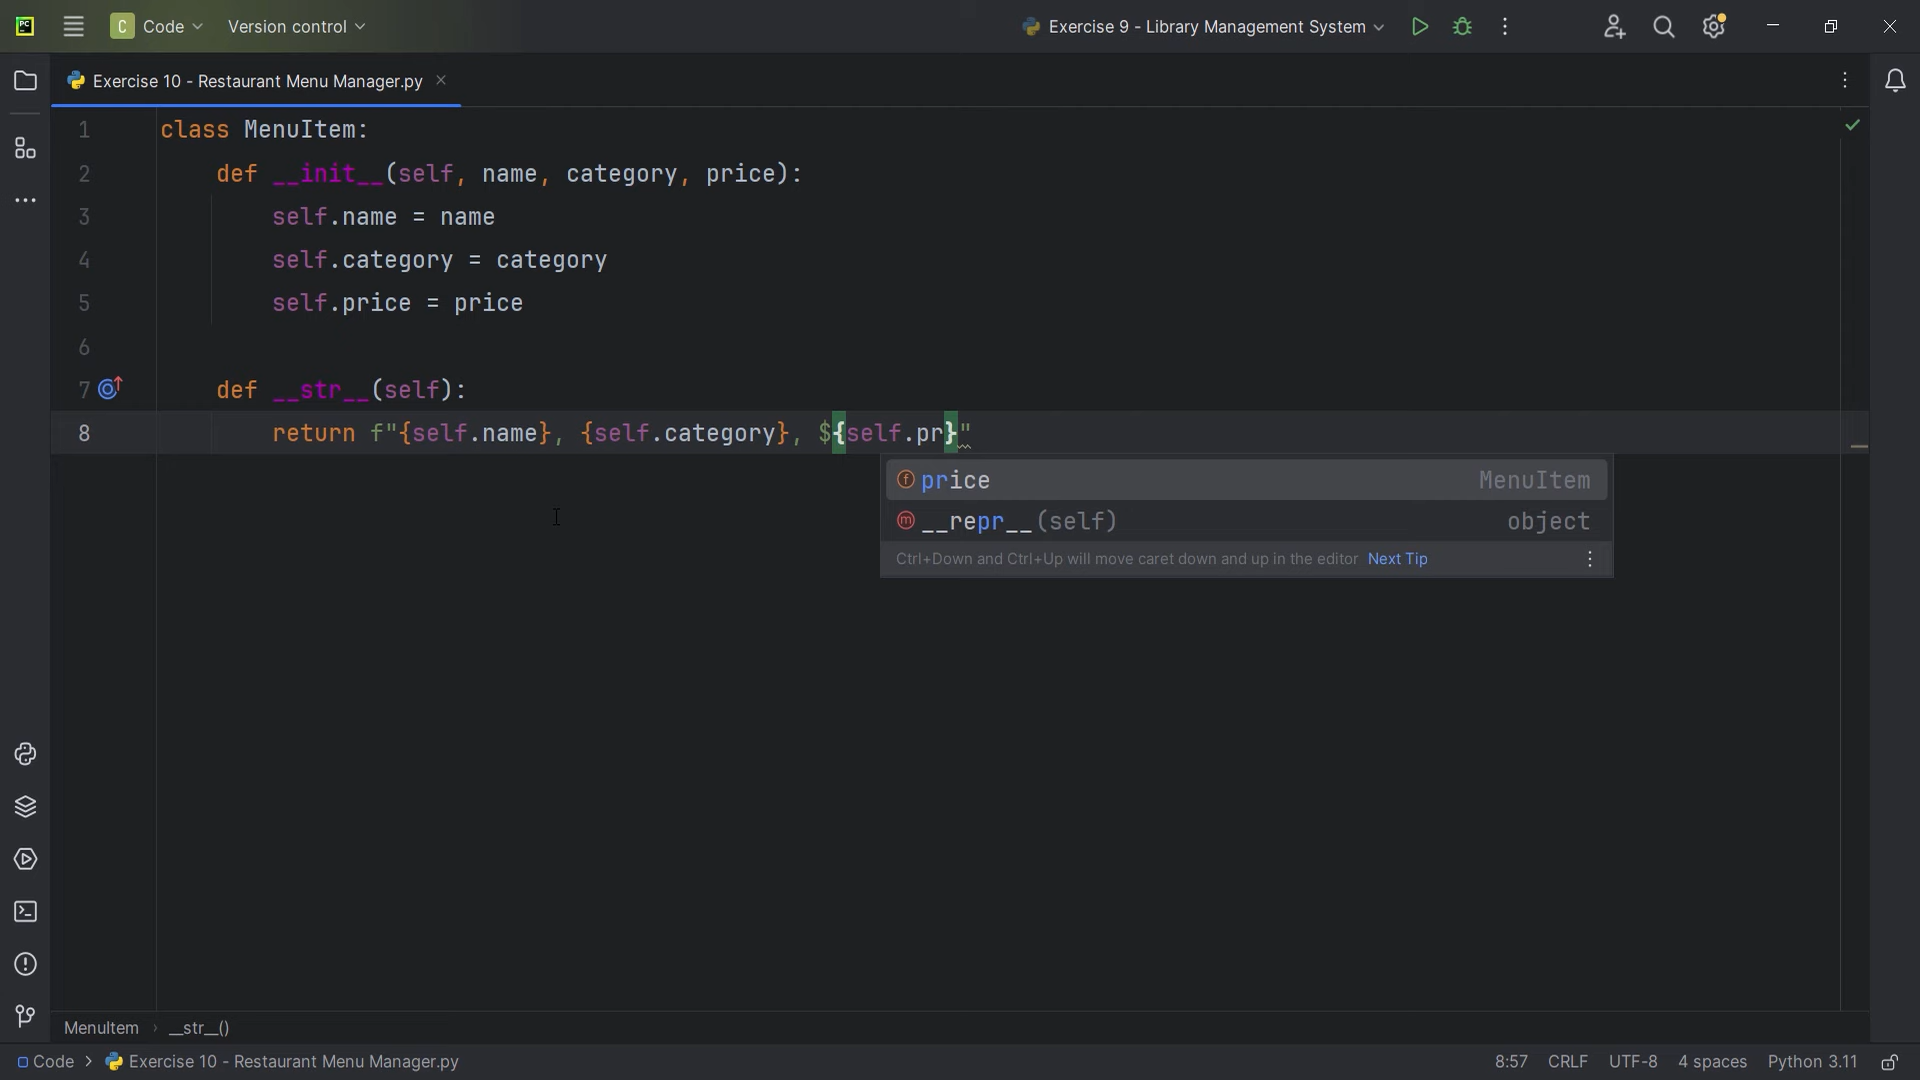 PC
C Code Version control Exercise 9 - Library Management System
Exercise 10 - Restaurant Menu Manager.py
1 class MenuItem:
2 def __init__(self, name, category, price):
3 self.name = name
4 self.category = category
5 self.price = price
6
7 def __str__(self):
8 return f"{self.name}, {self.category}, ${self.pr}"
f price MenuItem
m __repr__(self) object
Ctrl+Down and Ctrl+Up will move caret down and up in the editor Next Tip
MenuItem › __str__()
Code > Exercise 10 - Restaurant Menu Manager.py 8:57 CRLF UTF-8 4 spaces Python 3.11